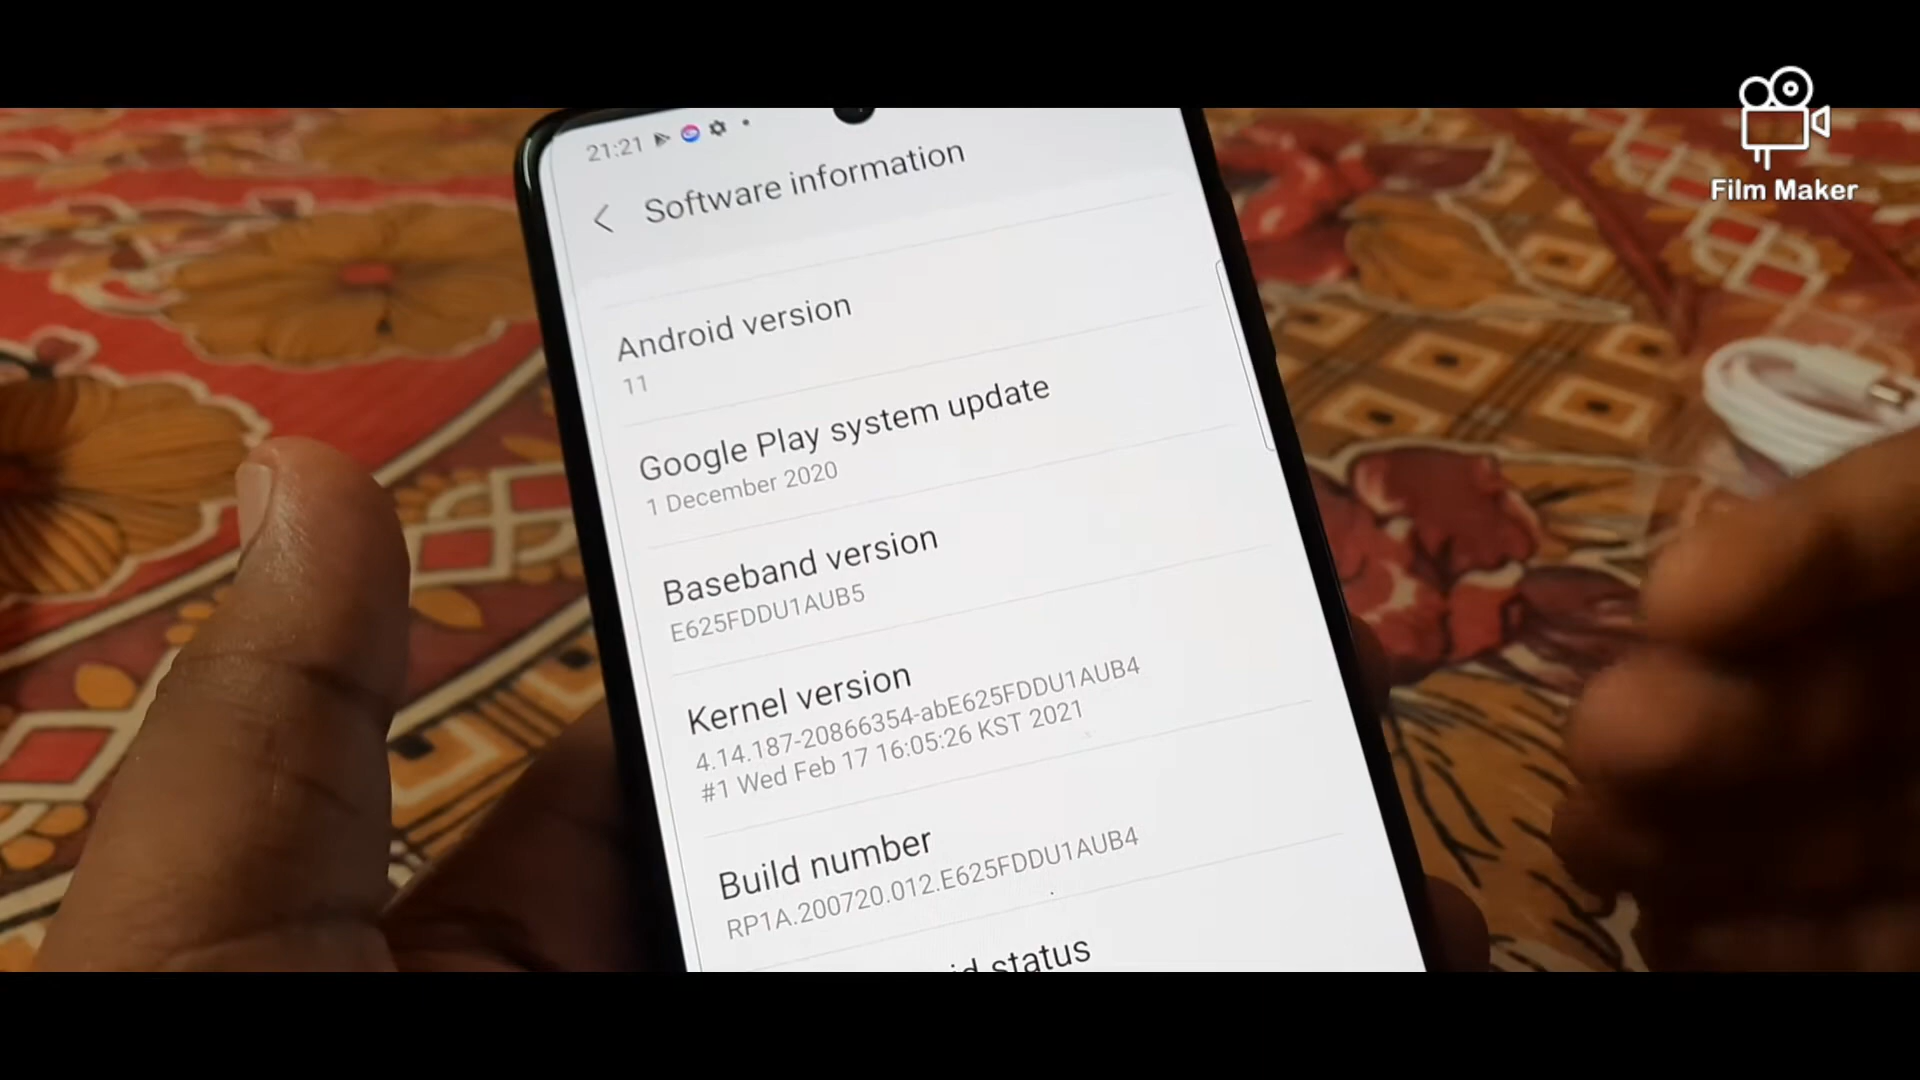 Film Maker
21:21
Software information
Android version
11
Google Play system update
1 December 2020
Baseband version
E625FDDU1AUB5
Kernel version
4.14.187-20866354-abE625FDDU1AUB4
#1 Wed Feb 17 16:05:26 KST 2021
Build number
RP1A.200720.012.E625FDDU1AUB4
status